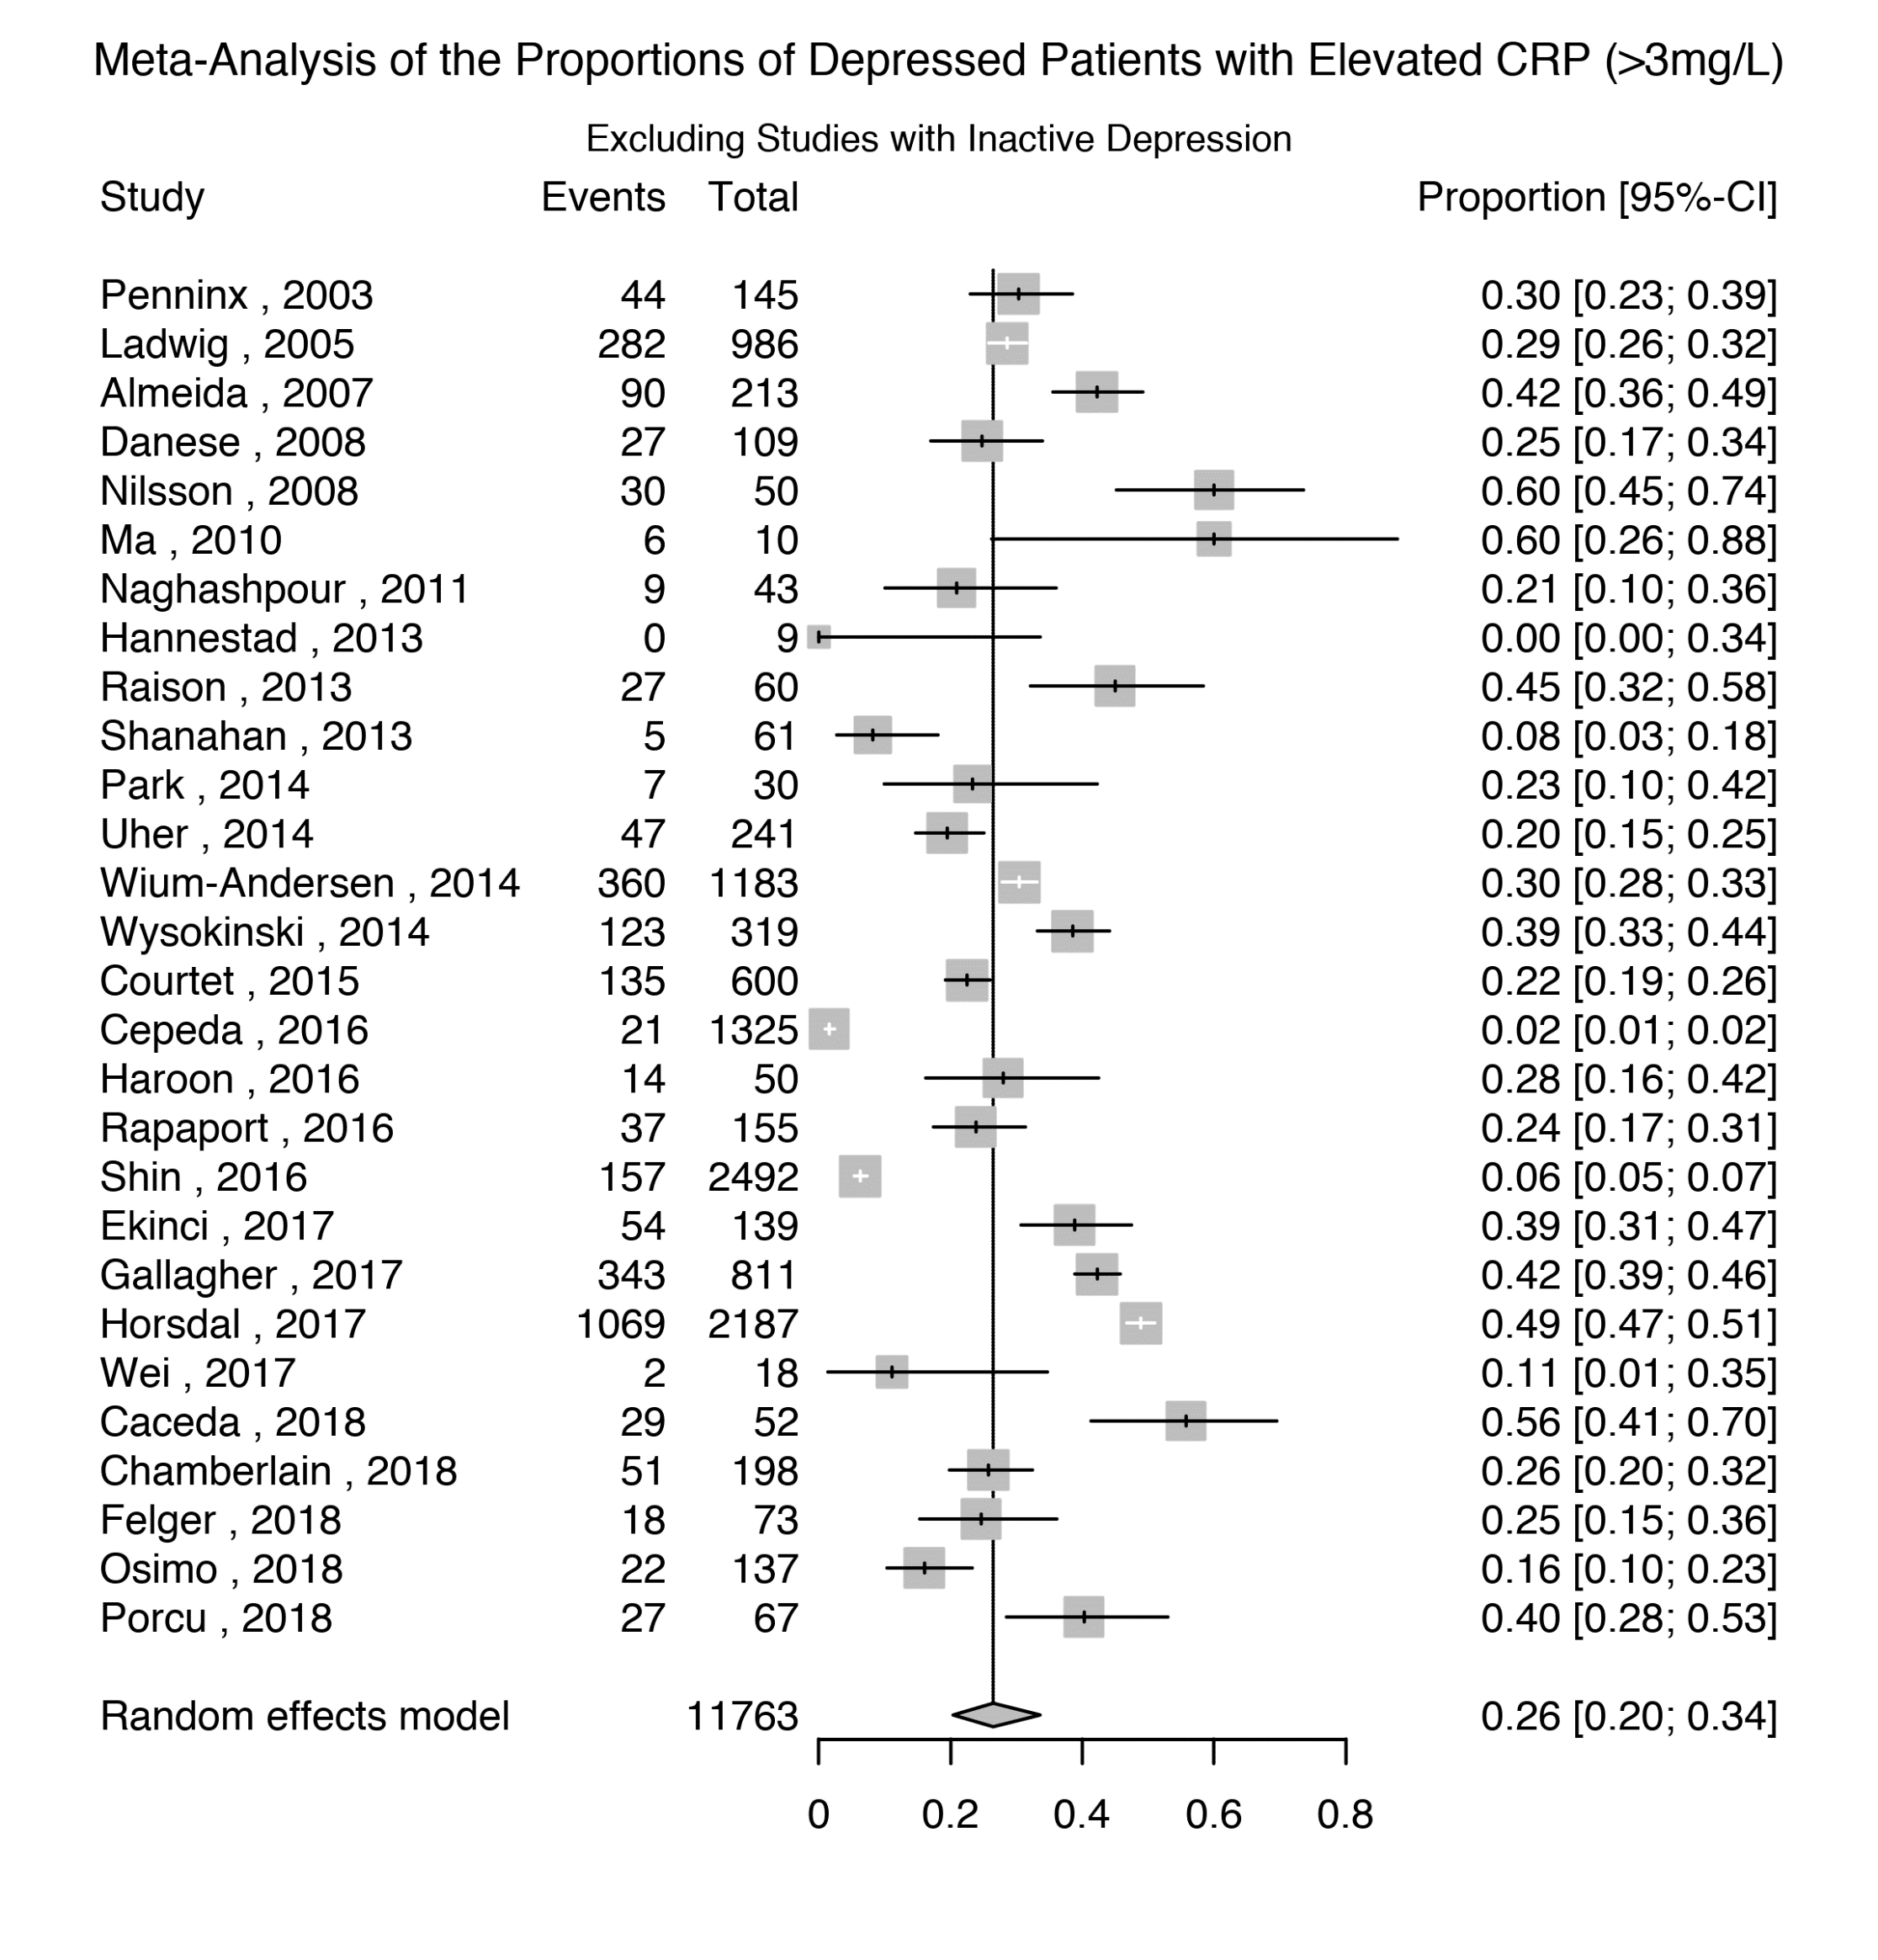 Meta-Analysis of the Proportions of Depressed Patients with Elevated CRP (>3mg/L)
Excluding Studies with Inactive Depression
Study Events Total Proportion [95%-CI]
Penninx , 2003 44 145 0.30 [0.23; 0.39]
Ladwig , 2005 282 986 0.29 [0.26; 0.32]
Almeida , 2007 90 213 0.42 [0.36; 0.49]
Danese , 2008 27 109 0.25 [0.17; 0.34]
Nilsson , 2008 30 50 0.60 [0.45; 0.74]
Ma , 2010 6 10 0.60 [0.26; 0.88]
Naghashpour , 2011 9 43 0.21 [0.10; 0.36]
Hannestad , 2013 0 9 0.00 [0.00; 0.34]
Raison , 2013 27 60 0.45 [0.32; 0.58]
Shanahan , 2013 5 61 0.08 [0.03; 0.18]
Park , 2014 7 30 0.23 [0.10; 0.42]
Uher , 2014 47 241 0.20 [0.15; 0.25]
Wium-Andersen , 2014 360 1183 0.30 [0.28; 0.33]
Wysokinski , 2014 123 319 0.39 [0.33; 0.44]
Courtet , 2015 135 600 0.22 [0.19; 0.26]
Cepeda , 2016 21 1325 0.02 [0.01; 0.02]
Haroon , 2016 14 50 0.28 [0.16; 0.42]
Rapaport , 2016 37 155 0.24 [0.17; 0.31]
Shin , 2016 157 2492 0.06 [0.05; 0.07]
Ekinci , 2017 54 139 0.39 [0.31; 0.47]
Gallagher , 2017 343 811 0.42 [0.39; 0.46]
Horsdal , 2017 1069 2187 0.49 [0.47; 0.51]
Wei , 2017 2 18 0.11 [0.01; 0.35]
Caceda , 2018 29 52 0.56 [0.41; 0.70]
Chamberlain , 2018 51 198 0.26 [0.20; 0.32]
Felger , 2018 18 73 0.25 [0.15; 0.36]
Osimo , 2018 22 137 0.16 [0.10; 0.23]
Porcu , 2018 27 67 0.40 [0.28; 0.53]
Random effects model 11763 0.26 [0.20; 0.34]
0 0.2 0.4 0.6 0.8